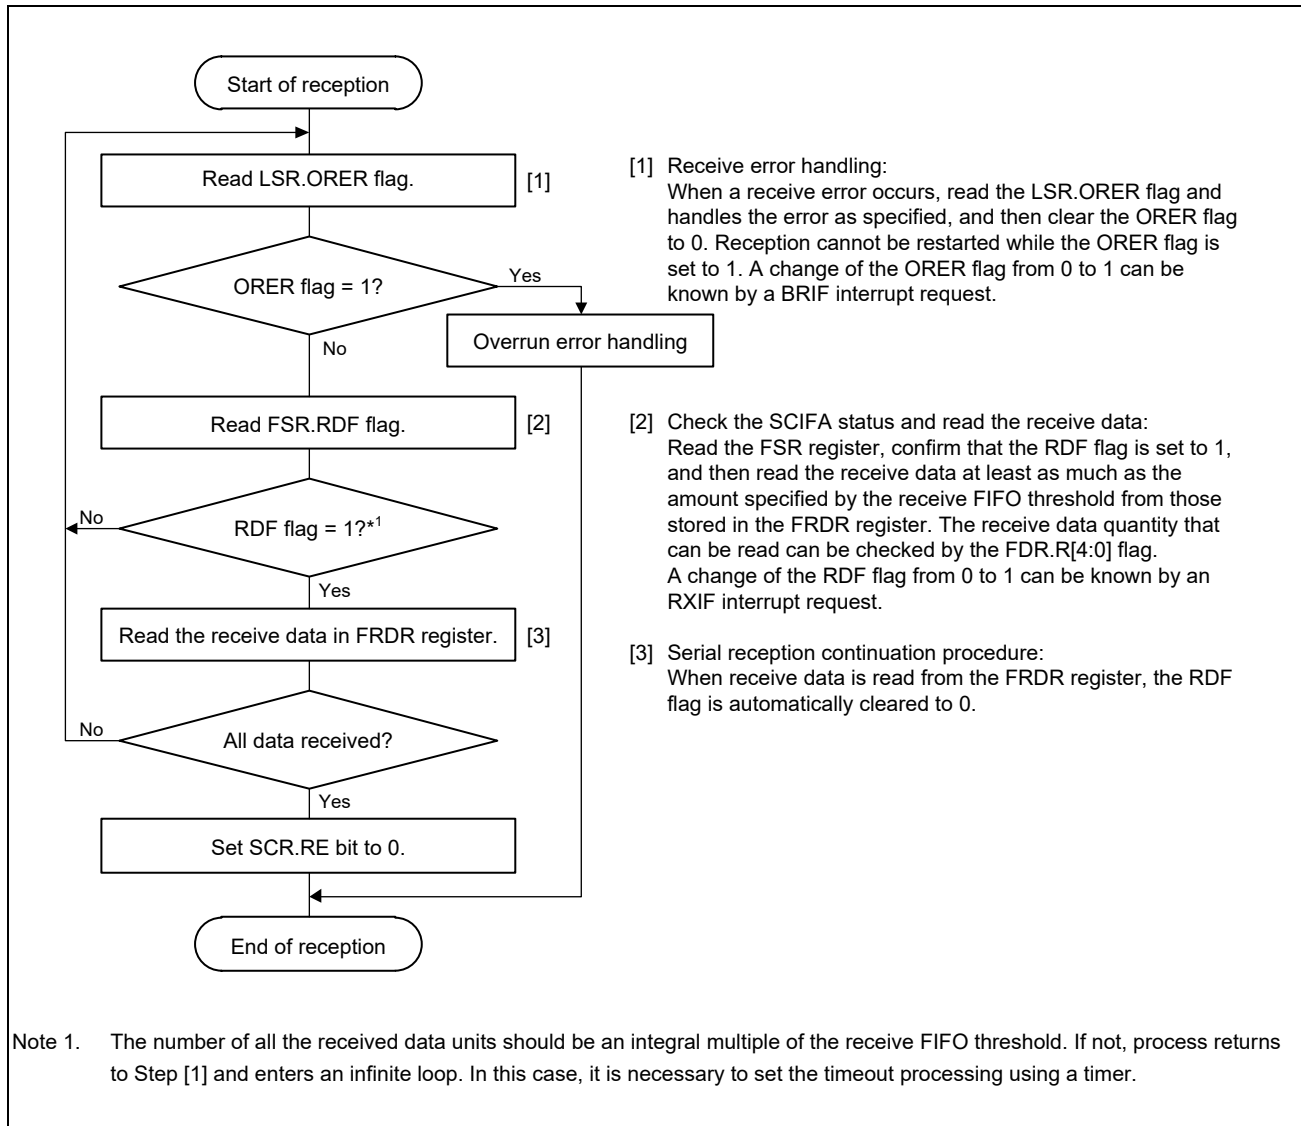 Start of reception
Read LSR.ORER flag.
[1]
ORER flag = 1?
Yes
Overrun error handling
No
Read FSR.RDF flag.
[2]
No
RDF flag = 1?*1
Yes
Read the receive data in FRDR register.
[3]
No
All data received?
Yes
Set SCR.RE bit to 0.
End of reception
[1] Receive error handling:
When a receive error occurs, read the LSR.ORER flag and
handles the error as specified, and then clear the ORER flag
to 0. Reception cannot be restarted while the ORER flag is
set to 1. A change of the ORER flag from 0 to 1 can be
known by a BRIF interrupt request.
[2] Check the SCIFA status and read the receive data:
Read the FSR register, confirm that the RDF flag is set to 1,
and then read the receive data at least as much as the
amount specified by the receive FIFO threshold from those
stored in the FRDR register. The receive data quantity that
can be read can be checked by the FDR.R[4:0] flag.
A change of the RDF flag from 0 to 1 can be known by an
RXIF interrupt request.
[3] Serial reception continuation procedure:
When receive data is read from the FRDR register, the RDF
flag is automatically cleared to 0.
Note 1. The number of all the received data units should be an integral multiple of the receive FIFO threshold. If not, process returns
to Step [1] and enters an infinite loop. In this case, it is necessary to set the timeout processing using a timer.